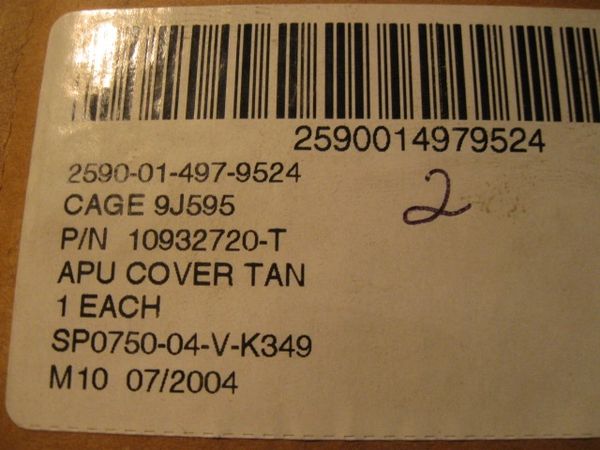 2590014979524
2590-01-497-9524
2
CAGE 9J595
P/N 10932720-T
APU COVER TAN
1 EACH
SP0750-04-V-K349
M10 07/2004